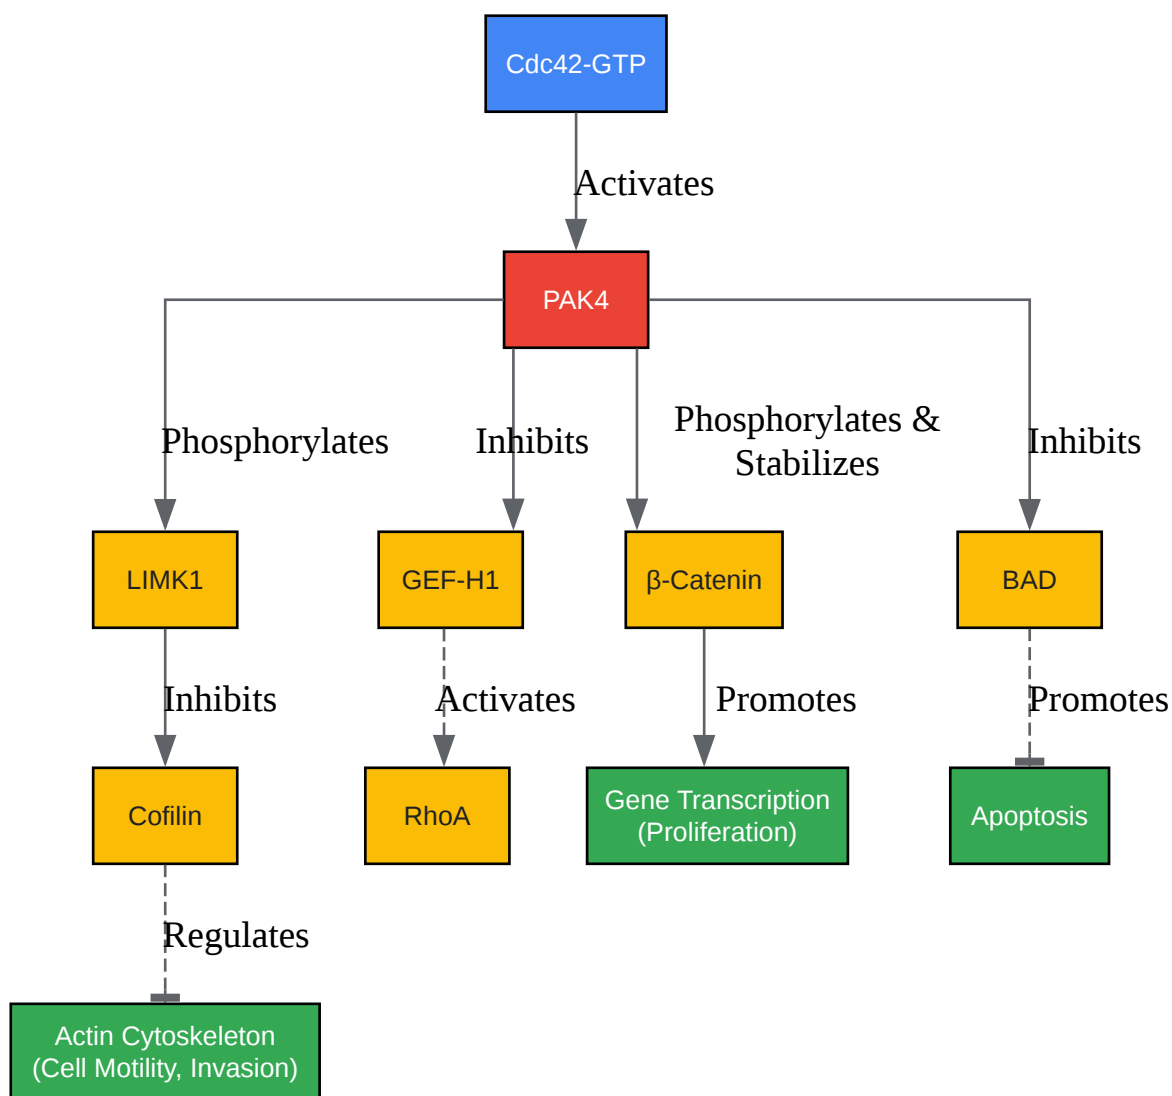 Cdc42-GTP
Activates
PAK4
Phosphorylates
Inhibits
Phosphorylates &
Stabilizes
Inhibits
LIMK1
GEF-H1
β-Catenin
BAD
Inhibits
Activates
Promotes
Promotes
Cofilin
RhoA
Gene Transcription
(Proliferation)
Apoptosis
Regulates
Actin Cytoskeleton
(Cell Motility, Invasion)